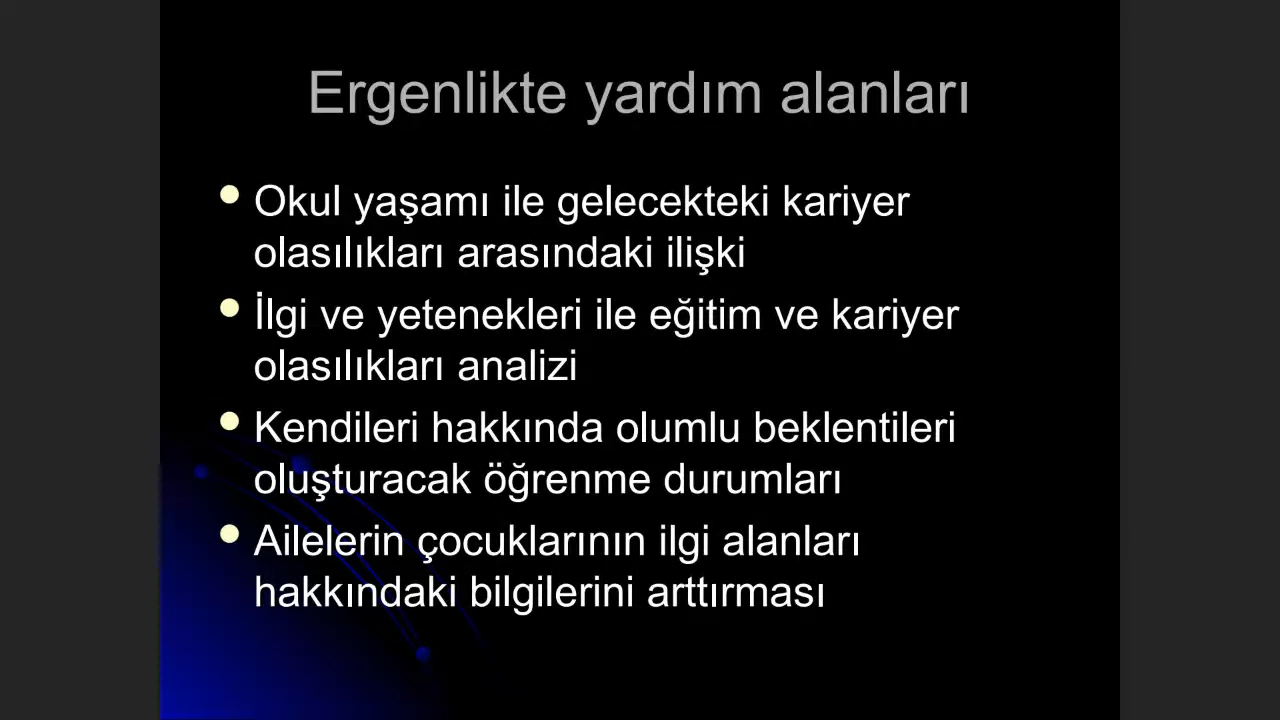 Ergenlikte yardım alanları
Okul yaşamı ile gelecekteki kariyer
olasılıkları arasındaki ilişki
İlgi ve yetenekleri ile eğitim ve kariyer
olasılıkları analizi
Kendileri hakkında olumlu beklentileri
oluşturacak öğrenme durumları
Ailelerin çocuklarının ilgi alanları
hakkındaki bilgilerini arttırması